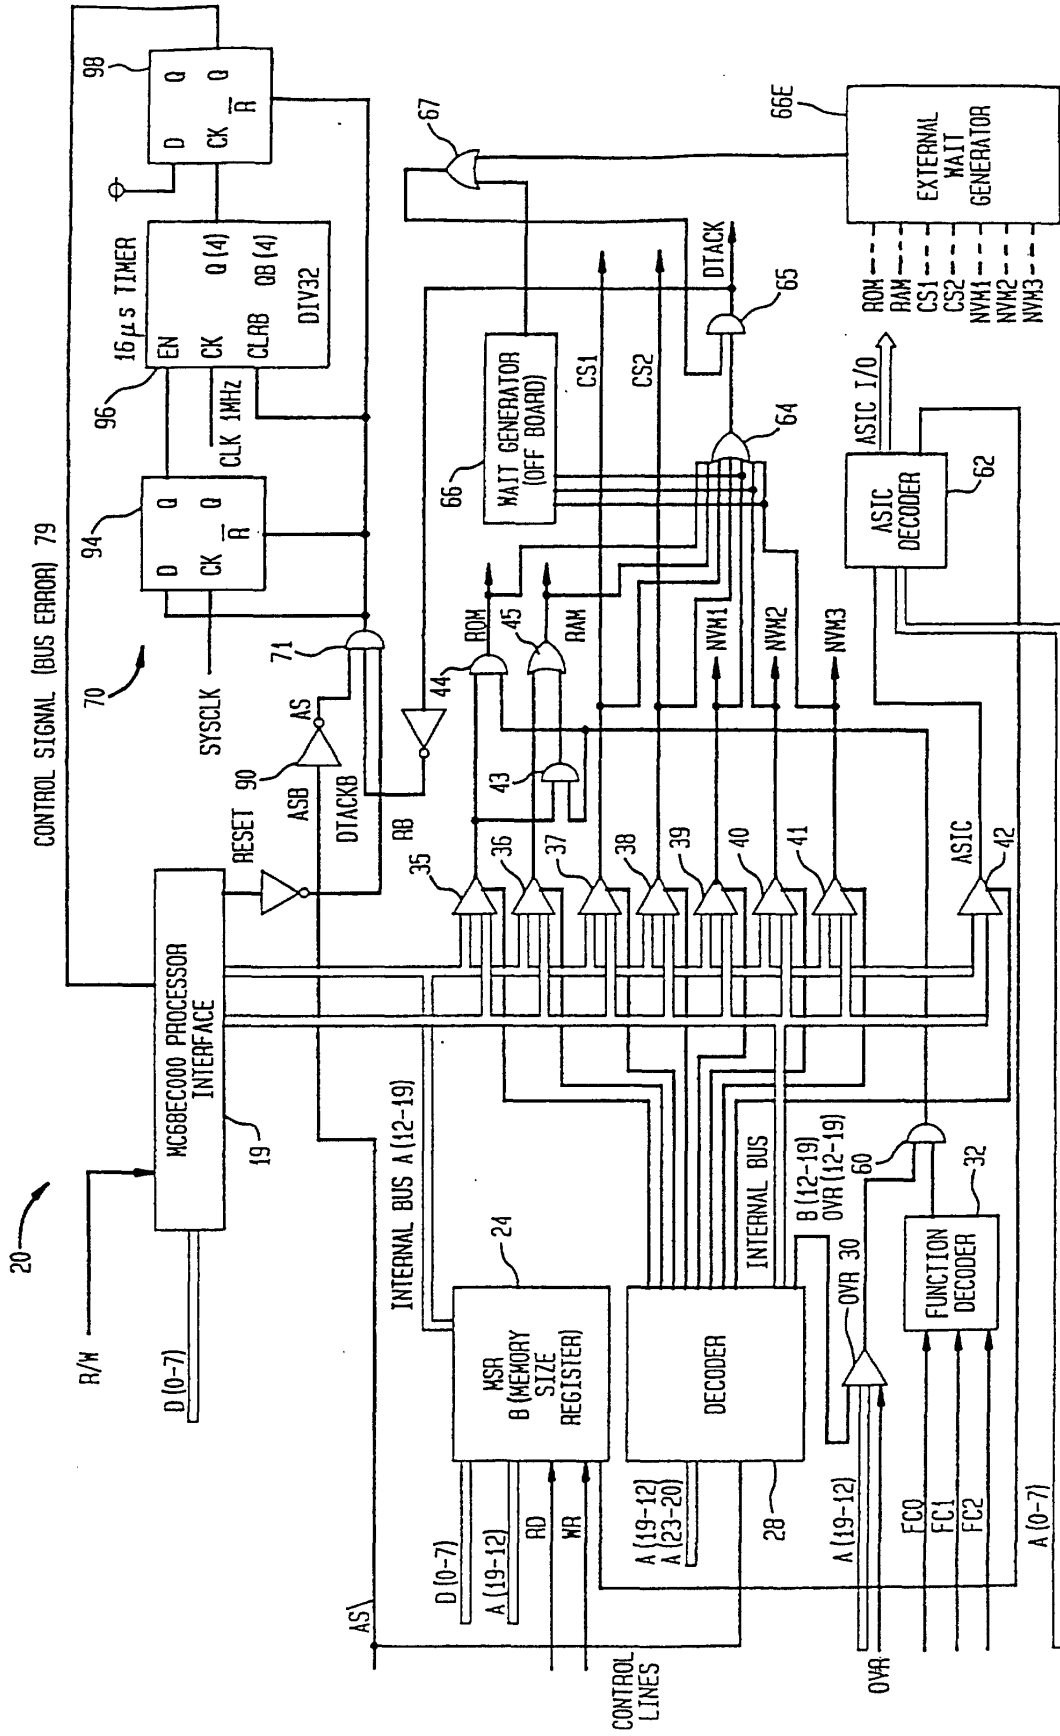 CONTROL SIGNAL (BUS ERROR) 79
20
R/W
D (0-7)
MC68EC000 PROCESSOR
INTERFACE
19
RESET
70
SYSCLK
90
ASB
AS
DTACKB
RB
71
94
D
Q
CK
Q
R
16 μs TIMER
96
EN
CK
CLRB
Q (4)
QB (4)
DIV32
CLK 1MHz
98
D
Q
CK
Q
R
AS\
INTERNAL BUS A (12-19)
24
MSR
B (MEMORY
SIZE
REGISTER)
D (0-7)
A (19-12)
RD
WR
CONTROL
LINES
DECODER
28
A (19-12)
A (23-20)
INTERNAL BUS
B (12-19)
OVR (12-19)
OVR 30
A (19-12)
OVR
60
32
FUNCTION
DECODER
FC0
FC1
FC2
A (0-7)
35
36
37
38
39
40
41
42
ASIC
43
44
45
ROM
RAM
CS1
CS2
NVM1
NVM2
NVM3
66
WAIT GENERATOR
(OFF BOARD)
64
65
DTACK
67
ASIC
DECODER
62
ASIC I/O
66E
EXTERNAL
WAIT
GENERATOR
ROM
RAM
CS1
CS2
NVM1
NVM2
NVM3